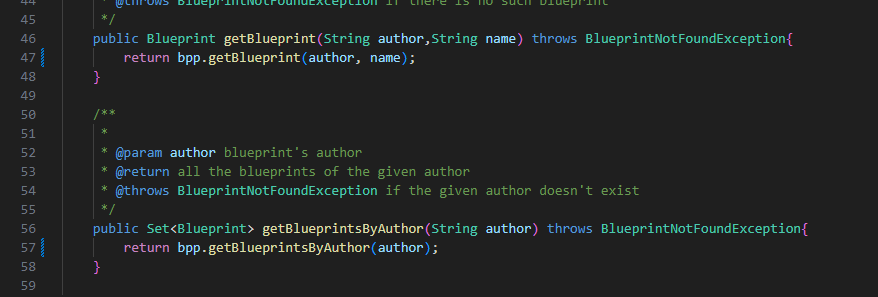 44 * @throws BlueprintNotFoundException if there is no such blueprint
45 */
46 public Blueprint getBlueprint(String author,String name) throws BlueprintNotFoundException{
47 return bpp.getBlueprint(author, name);
48 }
49
50 /**
51 *
52 * @param author blueprint's author
53 * @return all the blueprints of the given author
54 * @throws BlueprintNotFoundException if the given author doesn't exist
55 */
56 public Set<Blueprint> getBlueprintsByAuthor(String author) throws BlueprintNotFoundException{
57 return bpp.getBlueprintsByAuthor(author);
58 }
59